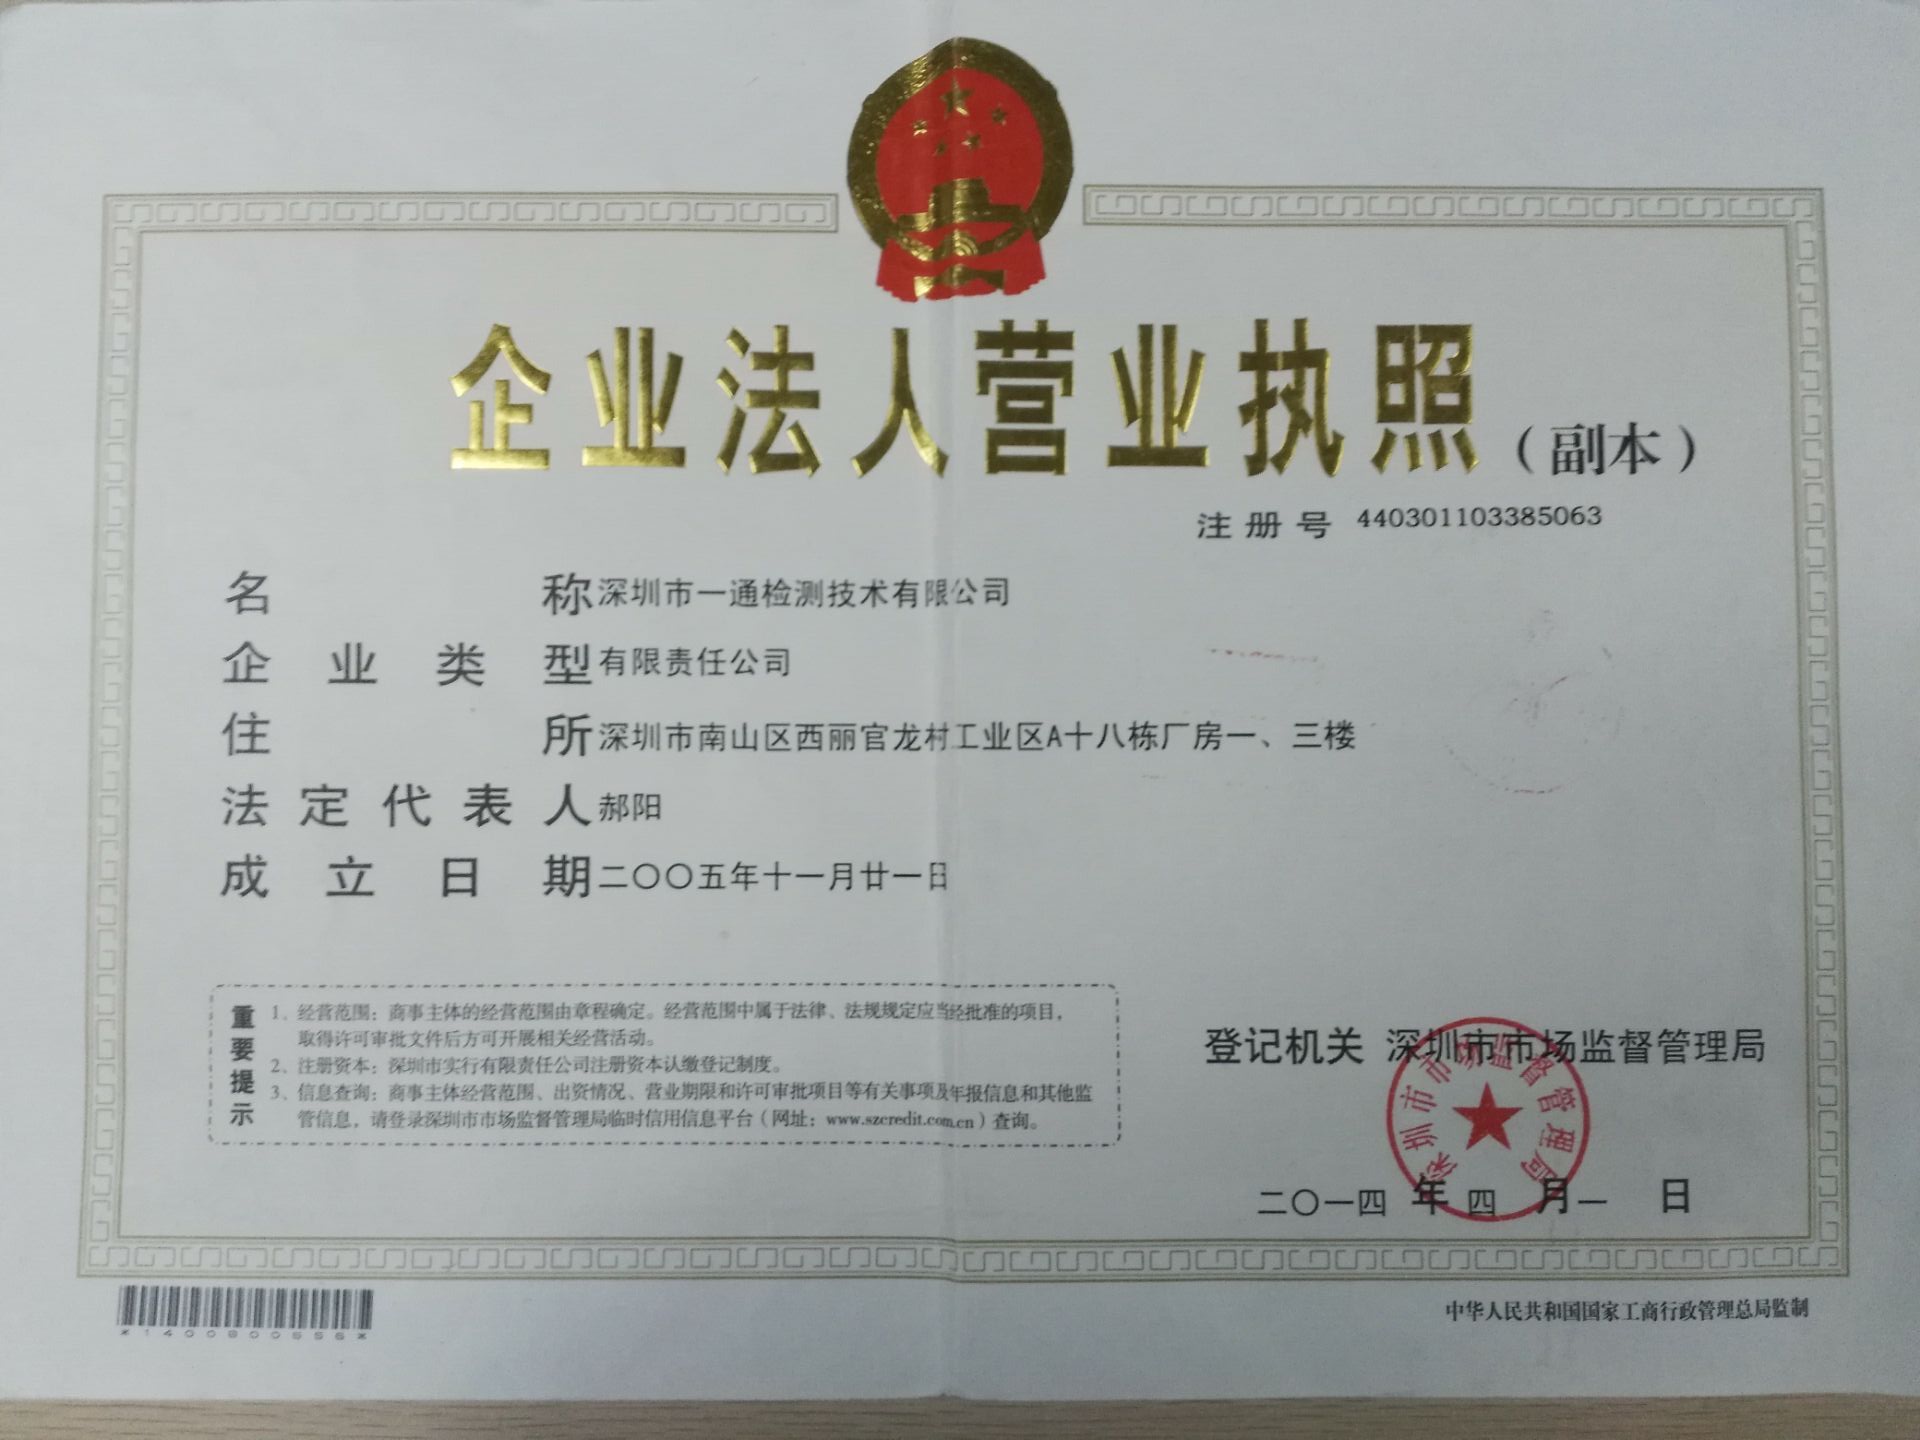 企业法人营业执照（副本）
注册号 440301103385063
名称 深圳市一通检测技术有限公司
企业类型 有限责任公司
住所 深圳市南山区西丽官龙村工业区A十八栋厂房一、三楼
法定代表人 郝阳
成立日期 二〇〇五年十一月廿一日
重要提示
1、经营范围：商事主体的经营范围由章程确定。经营范围中属于法律、法规规定应当经批准的项目，
取得许可审批文件后方可开展相关经营活动。
2、注册资本：深圳市实行有限责任公司注册资本认缴登记制度。
3、信息查询：商事主体经营范围、出资情况、营业期限和许可审批项目等有关事项及年报信息和其他监
管信息，请登录深圳市市场监督管理局临时信用信息平台（网址：www.szcredit.com.cn）查询。
登记机关 深圳市市场监督管理局
深圳市市场监督管理局
二〇一四年四月一日
中华人民共和国国家工商行政管理总局监制